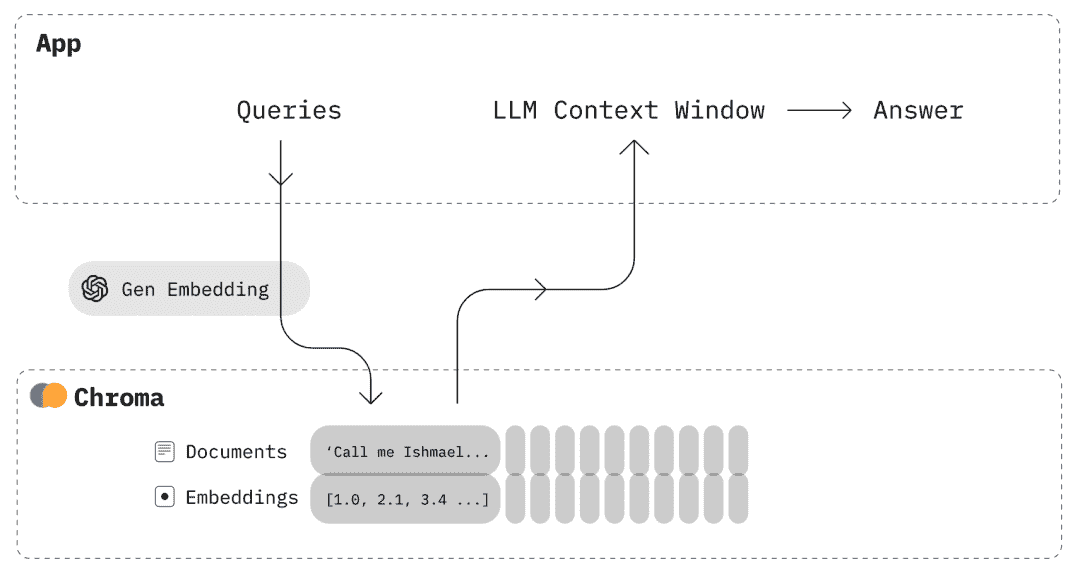 App
Queries
LLM Context Window
Answer
Gen Embedding
Chroma
Documents
‘Call me Ishmael...
Embeddings
[1.0, 2.1, 3.4 ...]